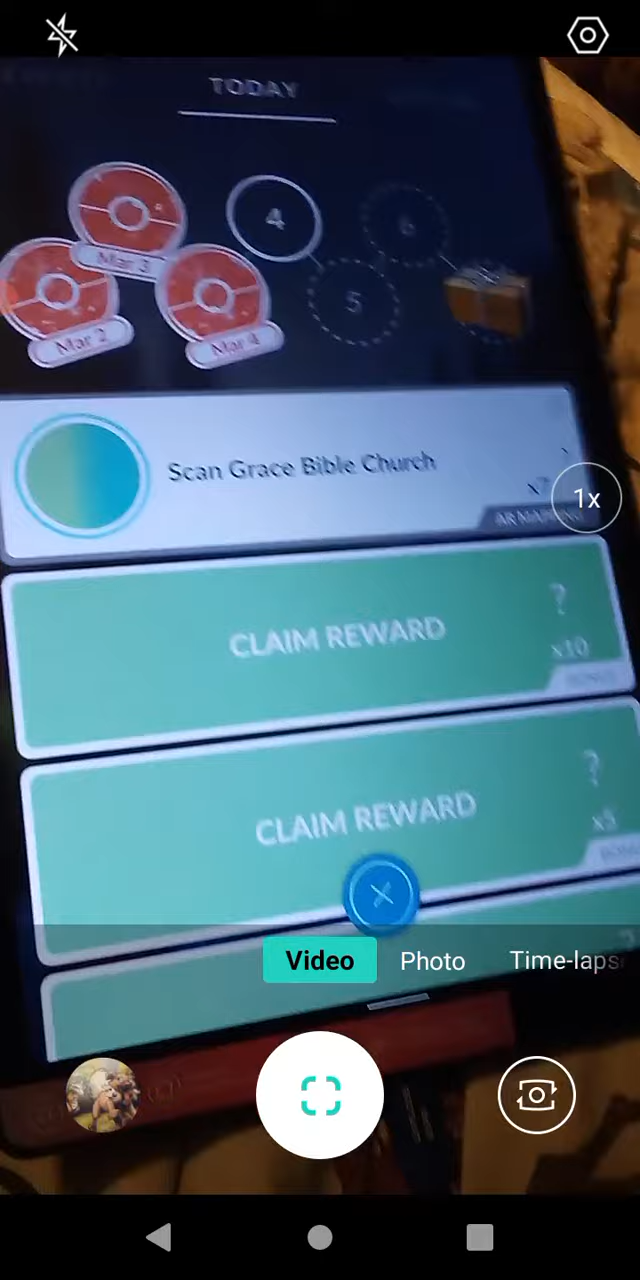 TODAY
4
6
Mar 3
5
Mar 2
Mar 4
Scan Grace Bible Church
1x
?
CLAIM REWARD
x10
?
CLAIM REWARD
x5
Video
Photo
Time-laps